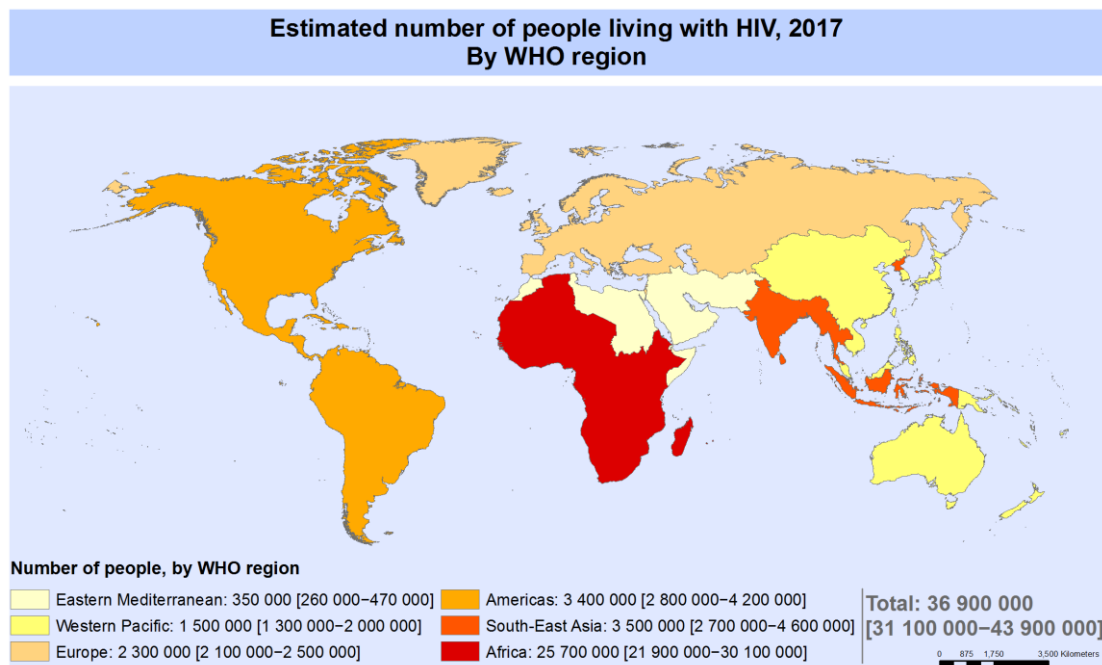 Estimated number of people living with HIV, 2017
By WHO region
Number of people, by WHO region
Eastern Mediterranean: 350 000 [260 000–470 000]
Western Pacific: 1 500 000 [1 300 000–2 000 000]
Europe: 2 300 000 [2 100 000–2 500 000]
Americas: 3 400 000 [2 800 000–4 200 000]
South-East Asia: 3 500 000 [2 700 000–4 600 000]
Africa: 25 700 000 [21 900 000–30 100 000]
Total: 36 900 000
[31 100 000–43 900 000]
0 875 1,750 3,500 Kilometers